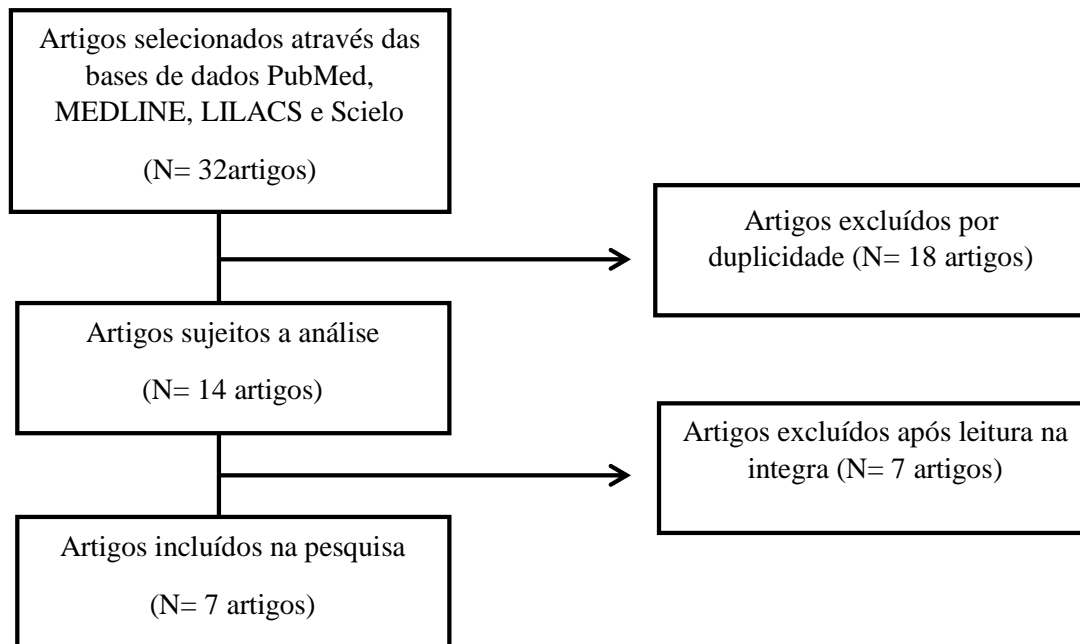 Artigos selecionados através das
bases de dados PubMed,
MEDLINE, LILACS e Scielo
(N= 32artigos)
Artigos excluídos por
duplicidade (N= 18 artigos)
Artigos sujeitos a análise
(N= 14 artigos)
Artigos excluídos após leitura na
integra (N= 7 artigos)
Artigos incluídos na pesquisa
(N= 7 artigos)